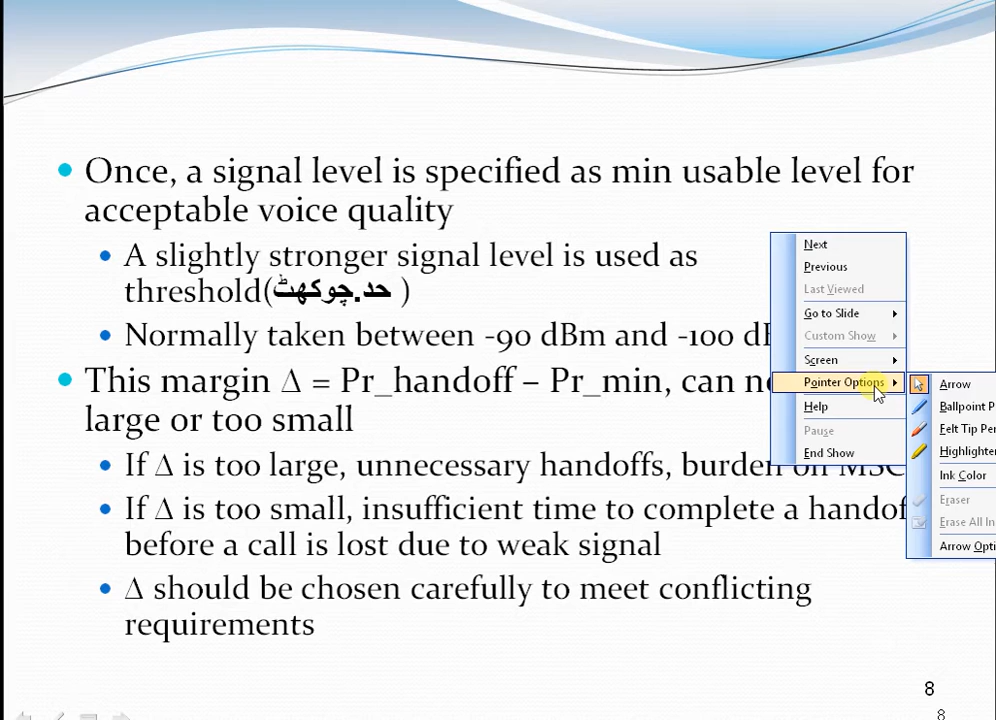 Once, a signal level is specified as min usable level for
acceptable voice quality
A slightly stronger signal level is used as
threshold(حد.چوکھٹ )
Normally taken between -90 dBm and -100
This margin Δ = Pr_handoff – Pr_min, can
large or too small
If Δ is too large, unnecessary handoffs, burden on MSC
If Δ is too small, insufficient time to complete a handof
before a call is lost due to weak signal
Δ should be chosen carefully to meet conflicting
requirements
Next
Previous
Last Viewed
Go to Slide
Custom Show
Screen
Pointer Options
Help
Pause
End Show
Arrow
Ballpoint P
Felt Tip Pe
Highlighter
Ink Color
Eraser
Erase All In
Arrow Opti
8
8